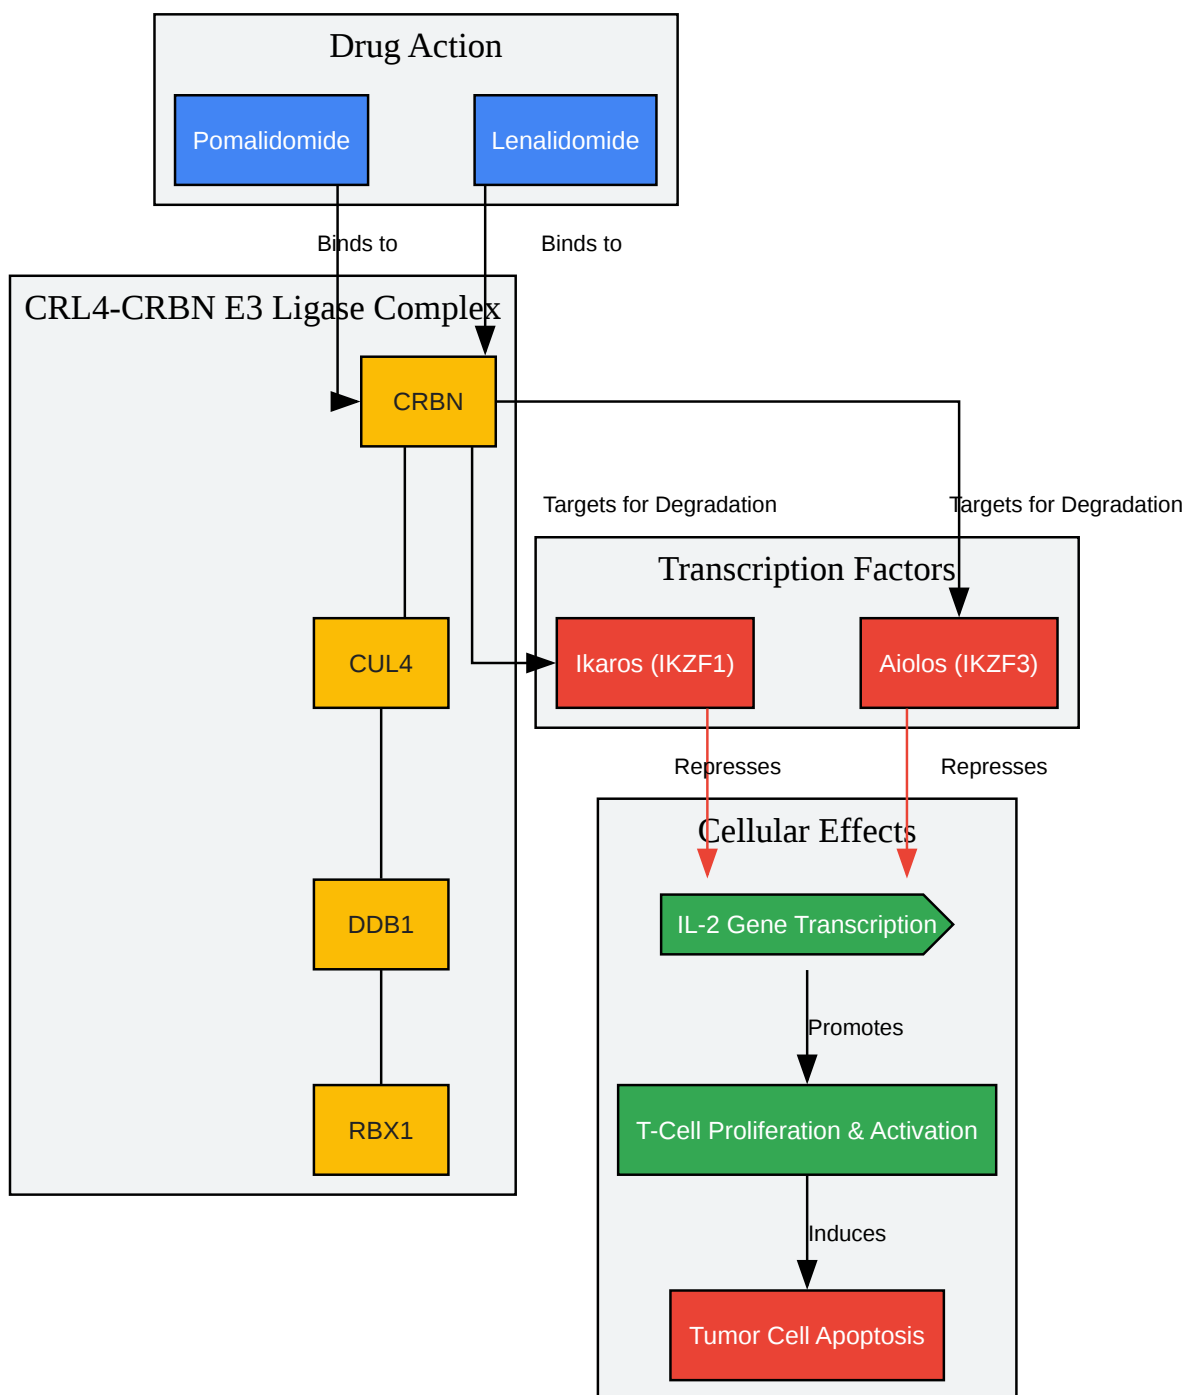 Drug Action
Pomalidomide
Lenalidomide
Binds to
Binds to
CRL4-CRBN E3 Ligase Complex
CRBN
Targets for Degradation
Targets for Degradation
Transcription Factors
CUL4
Ikaros (IKZF1)
Aiolos (IKZF3)
Represses
Represses
Cellular Effects
DDB1
IL-2 Gene Transcription
Promotes
RBX1
T-Cell Proliferation & Activation
Induces
Tumor Cell Apoptosis